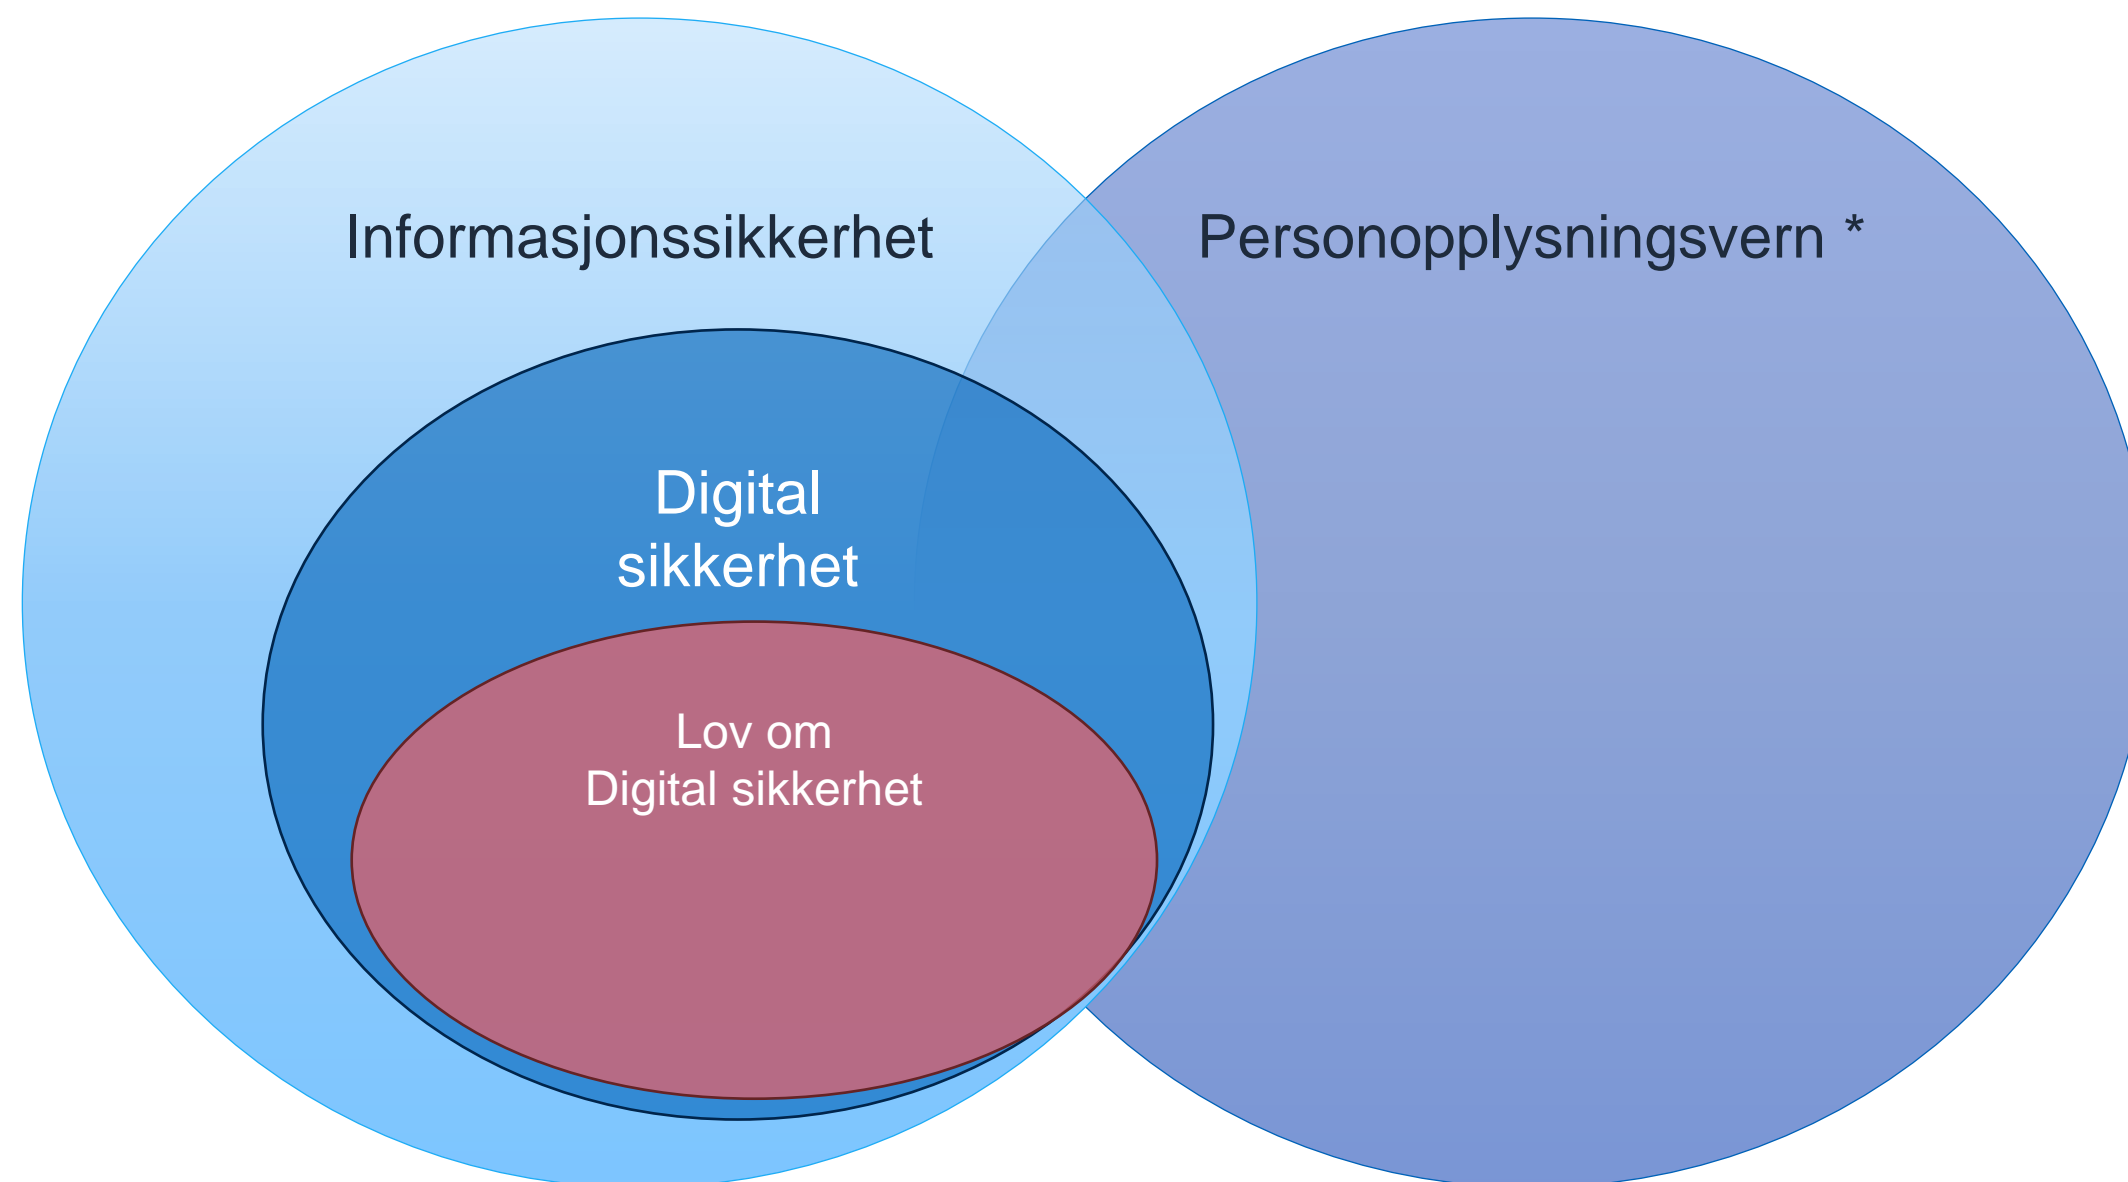 Informasjonssikkerhet
Personopplysningsvern *
Digital
sikkerhet
Lov om
Digital sikkerhet